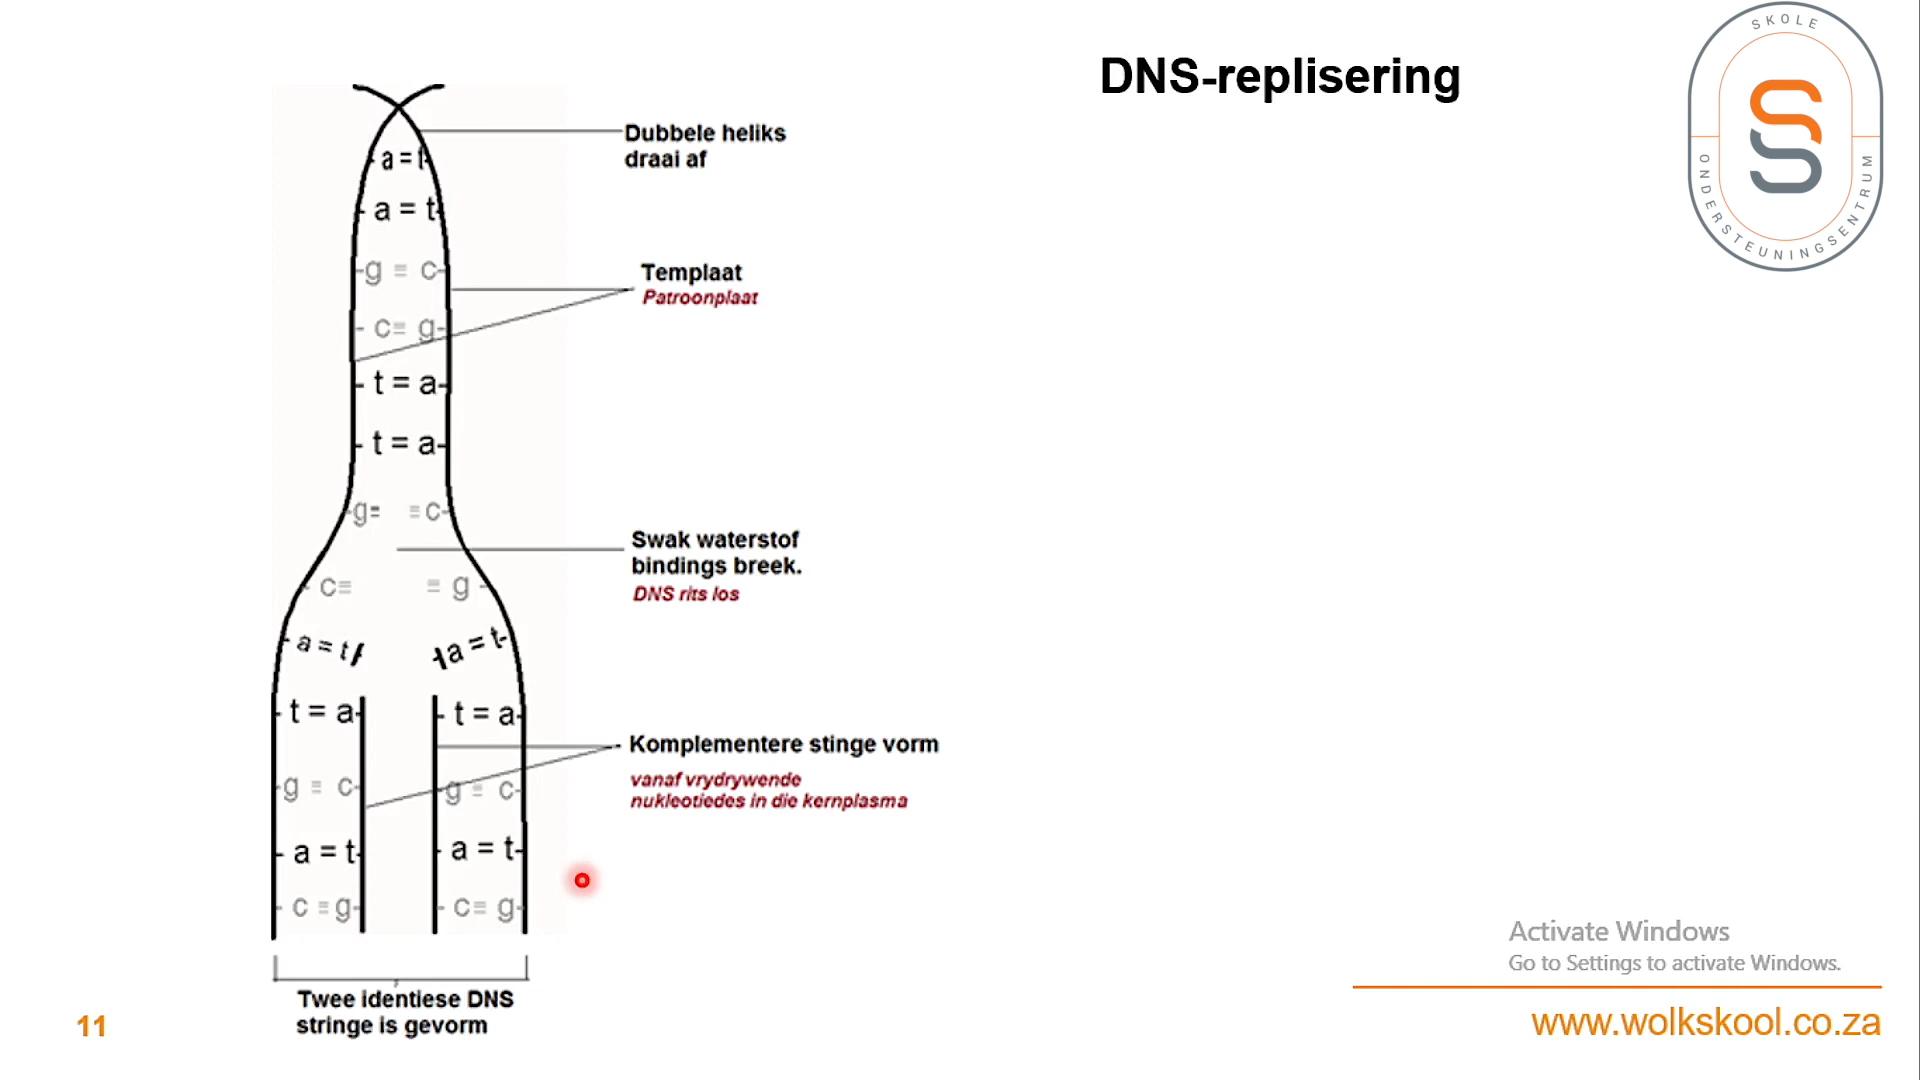 DNS-replisering
SKOLE
ONDERSTEUNINGSENTRUM
Dubbele heliks
draai af
a = t
a = t
g ≡ c
Templaat
Patroonplaat
c ≡ g
t = a
t = a
g= ≡c
Swak waterstof
bindings breek.
DNS rits los
c≡ ≡ g
a = t a = t
t = a t = a
Komplementere stinge vorm
vanaf vrydrywende
nukleotiedes in die kernplasma
g ≡ c g ≡ c
a = t a = t
c ≡ g c ≡ g
Twee identiese DNS
stringe is gevorm
Activate Windows
Go to Settings to activate Windows.
11
www.wolkskool.co.za